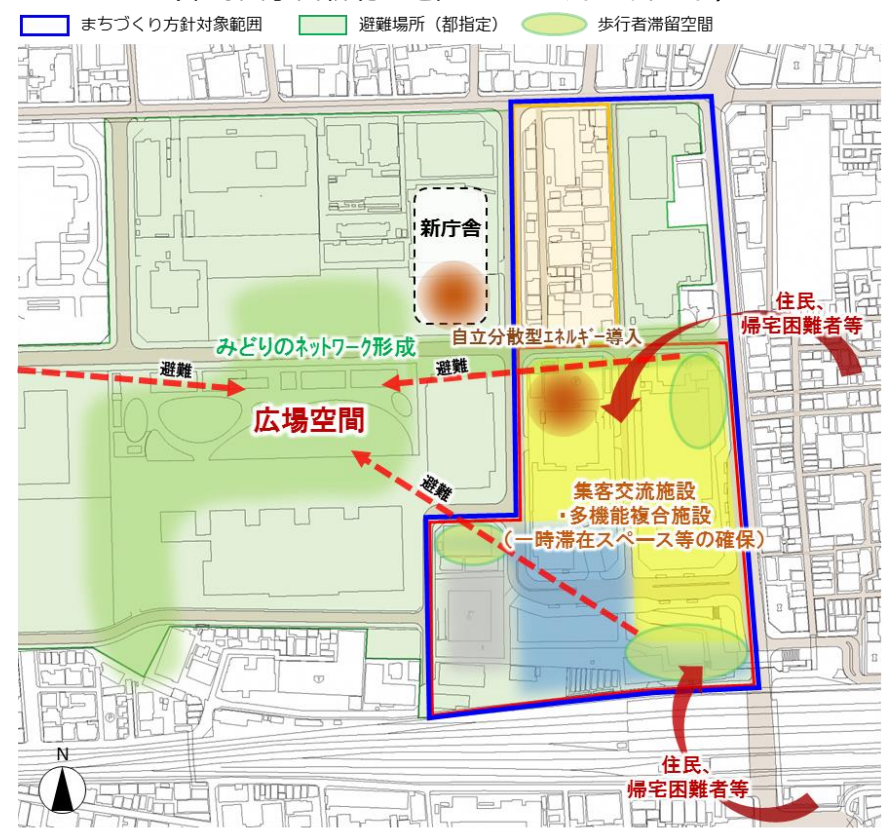 まちづくり方針対象範囲
避難場所（都指定）
歩行者滞留空間
新庁舎
住民、
帰宅困難者等
自立分散型エネルギー導入
みどりのネットワーク形成
避難
避難
広場空間
避難
集客交流施設
・多機能複合施設
（一時滞在スペース等の確保）
住民、
帰宅困難者等
N